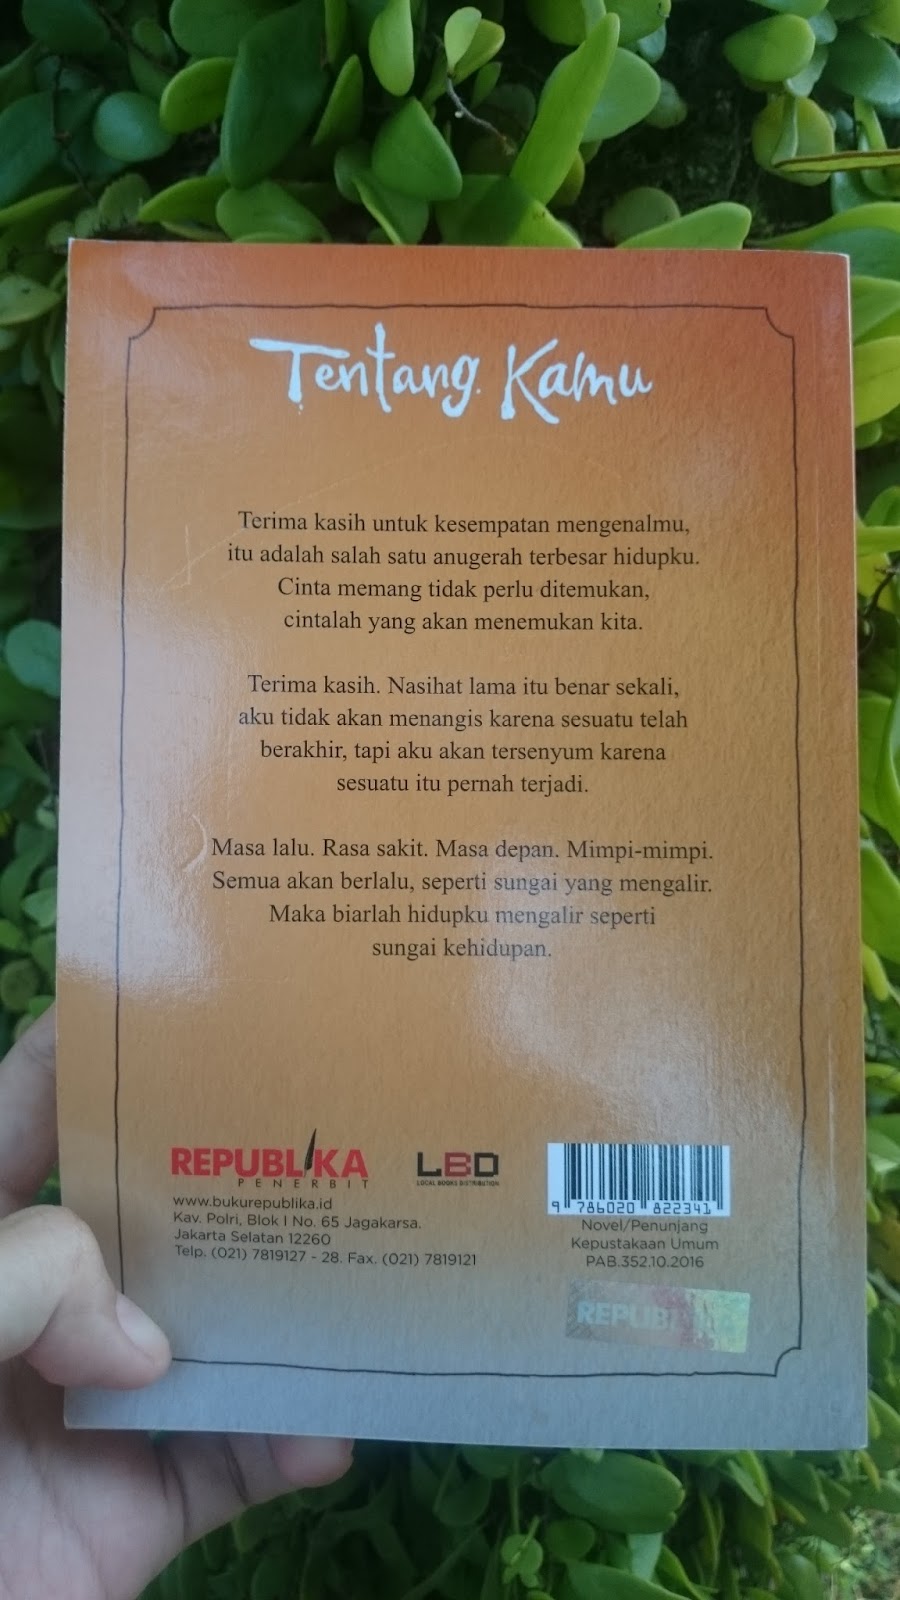 Tentang Kamu
Terima kasih untuk kesempatan mengenalmu,
itu adalah salah satu anugerah terbesar hidupku.
Cinta memang tidak perlu ditemukan,
cintalah yang akan menemukan kita.
Terima kasih. Nasihat lama itu benar sekali,
aku tidak akan menangis karena sesuatu telah
berakhir, tapi aku akan tersenyum karena
sesuatu itu pernah terjadi.
Masa lalu. Rasa sakit. Masa depan. Mimpi-mimpi.
Semua akan berlalu, seperti sungai yang mengalir.
Maka biarlah hidupku mengalir seperti
sungai kehidupan.
REPUBLIKA
PENERBIT
www.bukurepublika.id
Kav. Polri, Blok I No. 65 Jagakarsa.
Jakarta Selatan 12260
Telp. (021) 7819127 - 28. Fax. (021) 7819121
LBD
LOCAL BOOKS DISTRIBUTION
9 786020 822341
Novel/Penunjang
Kepustakaan Umum
PAB.352.10.2016
REPUBLIKA